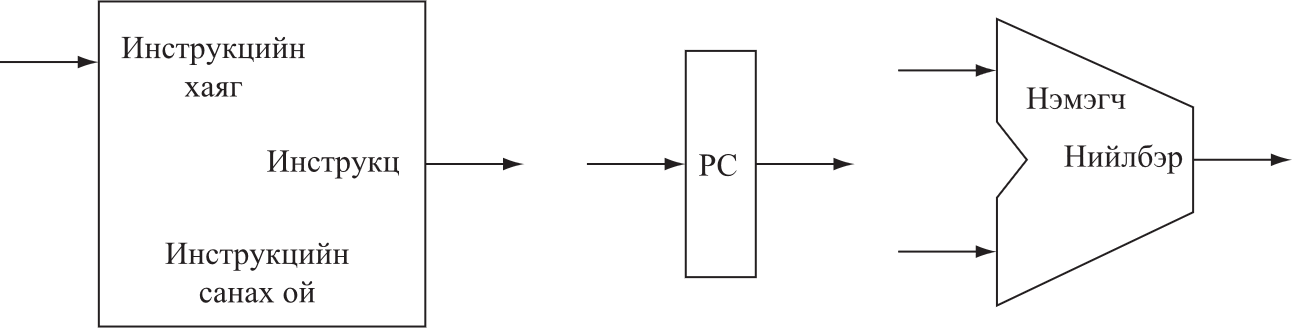 Инструкцийн
хаяг
Инструкц
Инструкцийн
санах ой
PC
Нэмэгч
Нийлбэр